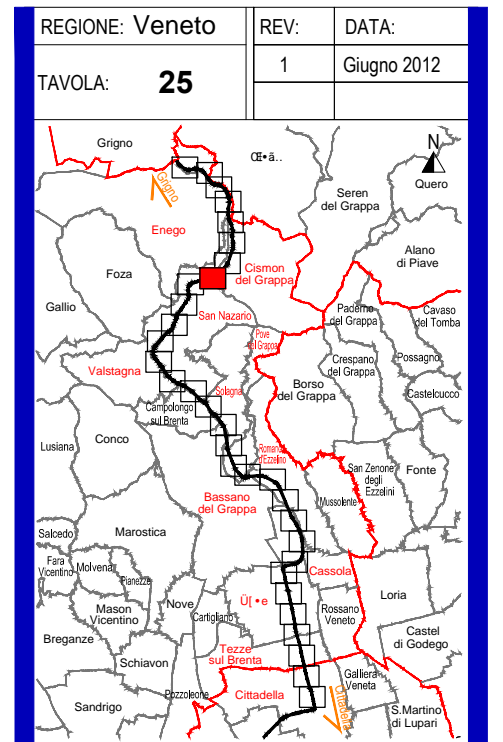 REGIONE: Veneto
REV:
DATA:
TAVOLA: 25
1
Giugno 2012
Grigno
Œ•ã..
N
Quero
Grigno
Seren
del Grappa
Enego
Alano
di Piave
Foza
Cismon
del Grappa
Gallio
San Nazario
Paderno
del Grappa
Cavaso
del Tomba
Pove
del Grappa
Crespano
del Grappa
Possagno
Valstagna
Solagna
Borso
del Grappa
Castelcucco
Campolongo
sul Brenta
Lusiana
Conco
Romano
d'Ezzelino
San Zenone
degli
Ezzelini
Fonte
Bassano
del Grappa
Mussolente
Salcedo
Marostica
Fara
Vicentino
Molvena
Pianezze
Cassola
Loria
Mason
Vicentino
Nove
Cartigliano
Ü[ •e
Rossano
Veneto
Breganze
Castel
di Godego
Schiavon
Tezze
sul Brenta
Galliera
Veneta
Pozzoleone
Cittadella
Cittadella
Sandrigo
S.Martino
di Lupari